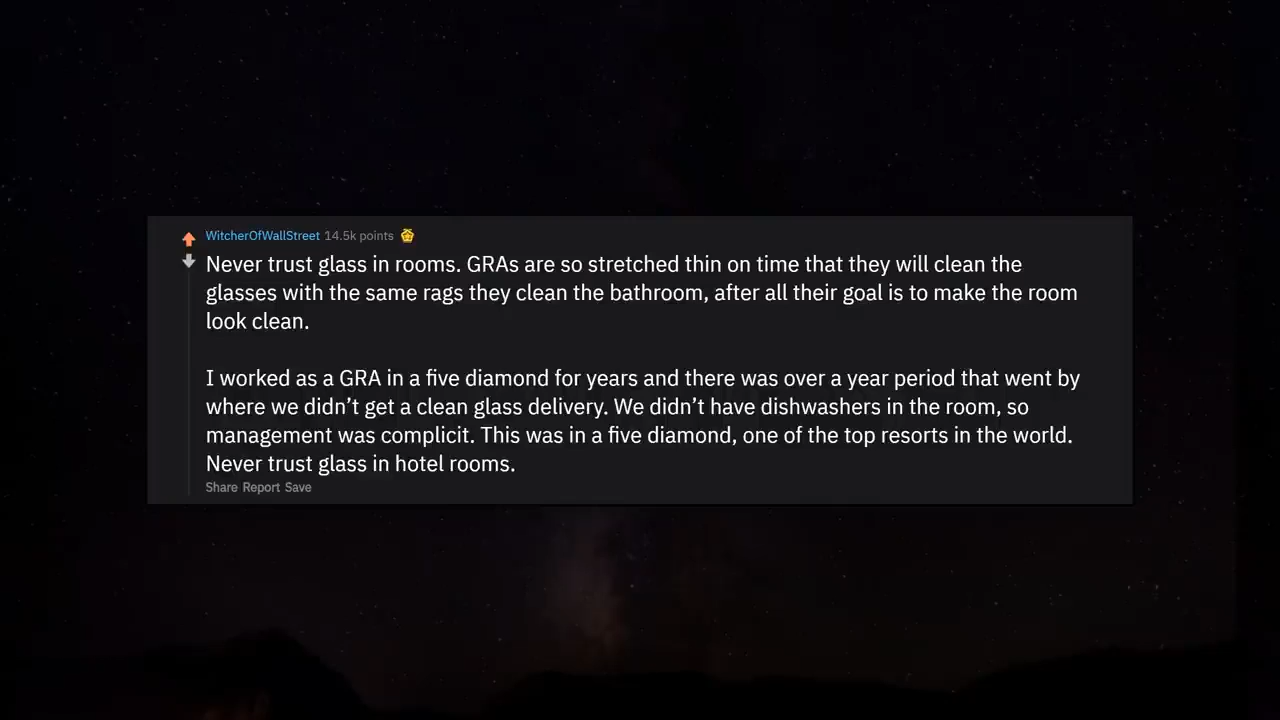 WitcherOfWallStreet 14.5k points
Never trust glass in rooms. GRAs are so stretched thin on time that they will clean the
glasses with the same rags they clean the bathroom, after all their goal is to make the room
look clean.
I worked as a GRA in a five diamond for years and there was over a year period that went by
where we didn’t get a clean glass delivery. We didn’t have dishwashers in the room, so
management was complicit. This was in a five diamond, one of the top resorts in the world.
Never trust glass in hotel rooms.
Share Report Save